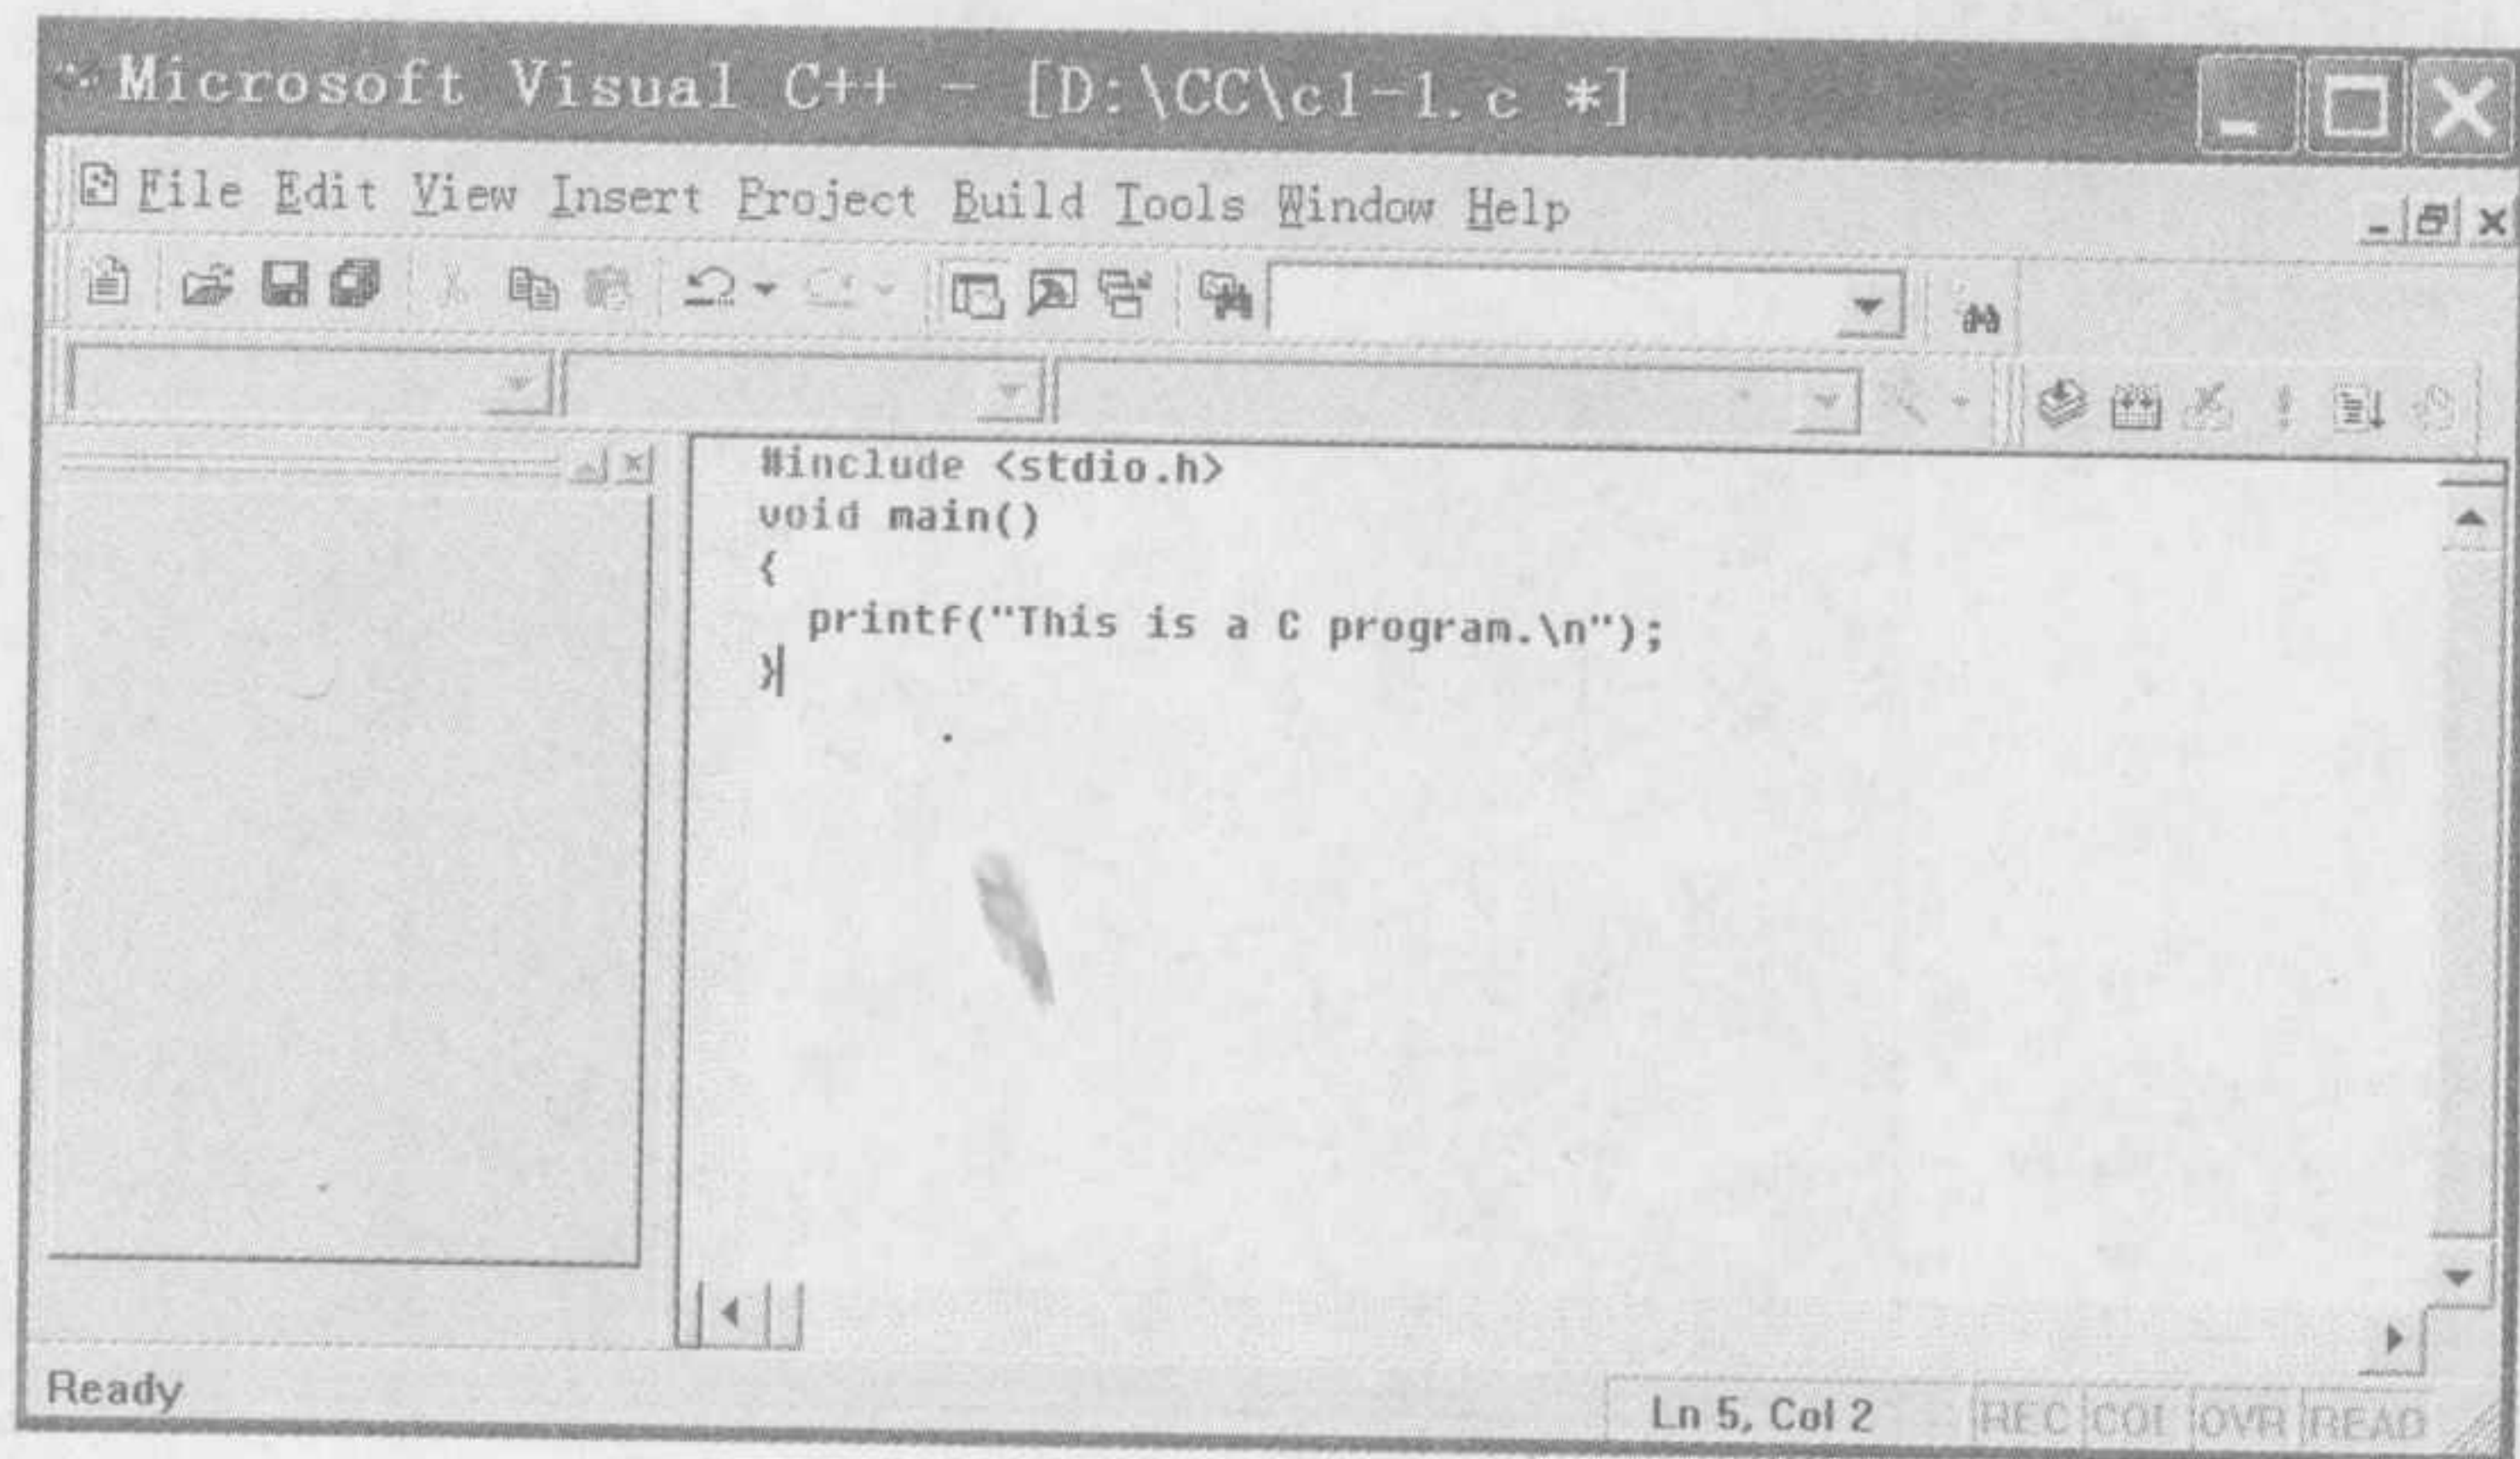 Microsoft Visual C++ - [D:\CC\c1-1.c *]
File Edit View Insert Project Build Tools Window Help
#include <stdio.h>
void main()
{
  printf("This is a C program.\n");
}
Ready
Ln 5, Col 2
REC COL OVR READ